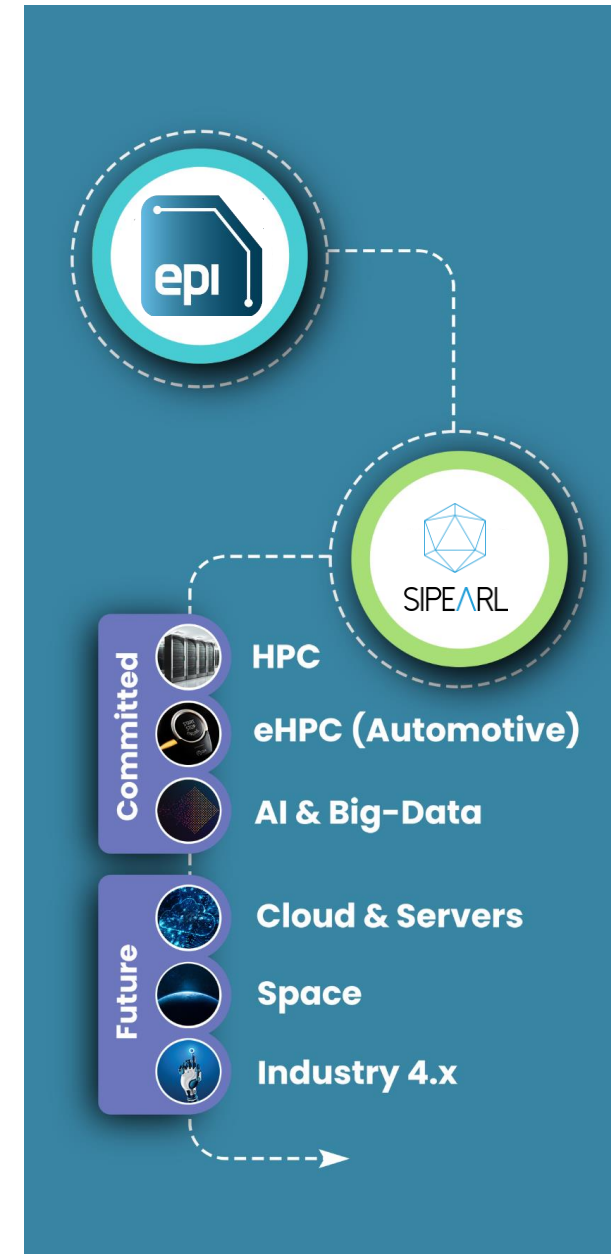 epi
SIPEARL
Committed
HPC
eHPC (Automotive)
AI & Big-Data
Future
Cloud & Servers
Space
Industry 4.x